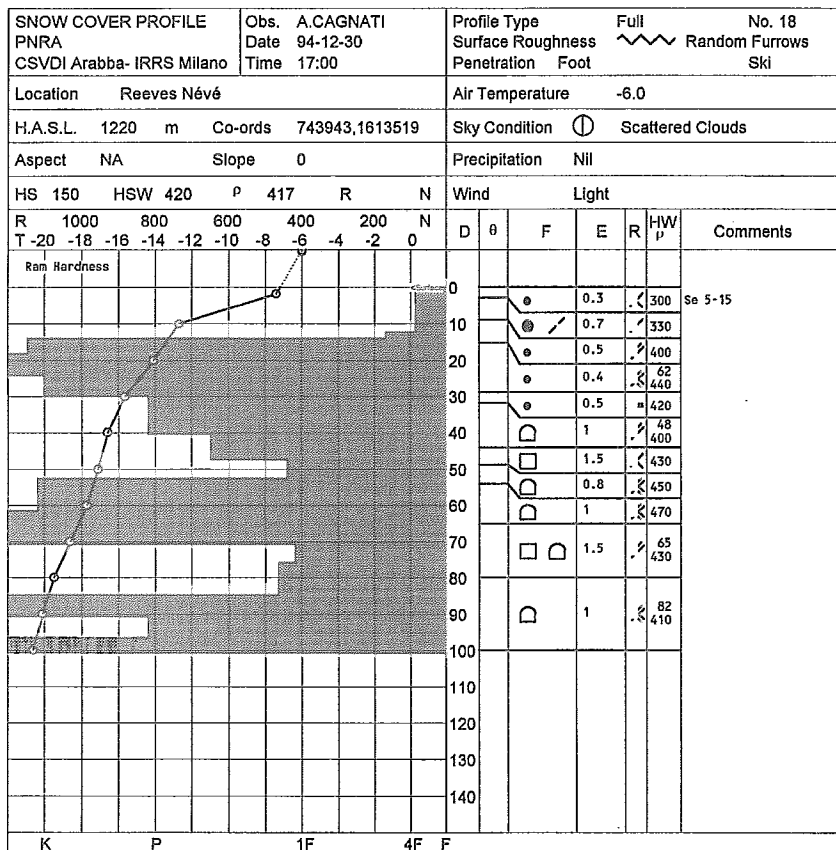 SNOW COVER PROFILE Obs. A.CAGNATI Profile Type Full No. 18
PNRA Date 94-12-30 Surface Roughness Random Furrows
CSVDI Arabba- IRRS Milano Time 17:00 Penetration Foot Ski
Location Reeves Névé Air Temperature -6.0
H.A.S.L. 1220 m Co-ords 743943,1613519 Sky Condition Scattered Clouds
Aspect NA Slope 0 Precipitation Nil
HS 150 HSW 420 ρ 417 R N Wind Light
R 1000 800 600 400 200 N D θ F E R HW ρ Comments
T -20 -18 -16 -14 -12 -10 -8 -6 -4 -2 0
Ram Hardness
Surface
0
0.3 300 Se 5-15
10
0.7 330
0.5 400
20
0.4 62 440
30
0.5 420
40
1 48 400
1.5 430
50
0.8 450
60
1 470
70
1.5 65 430
80
90
1 82 410
100
110
120
130
140
K P 1F 4F F